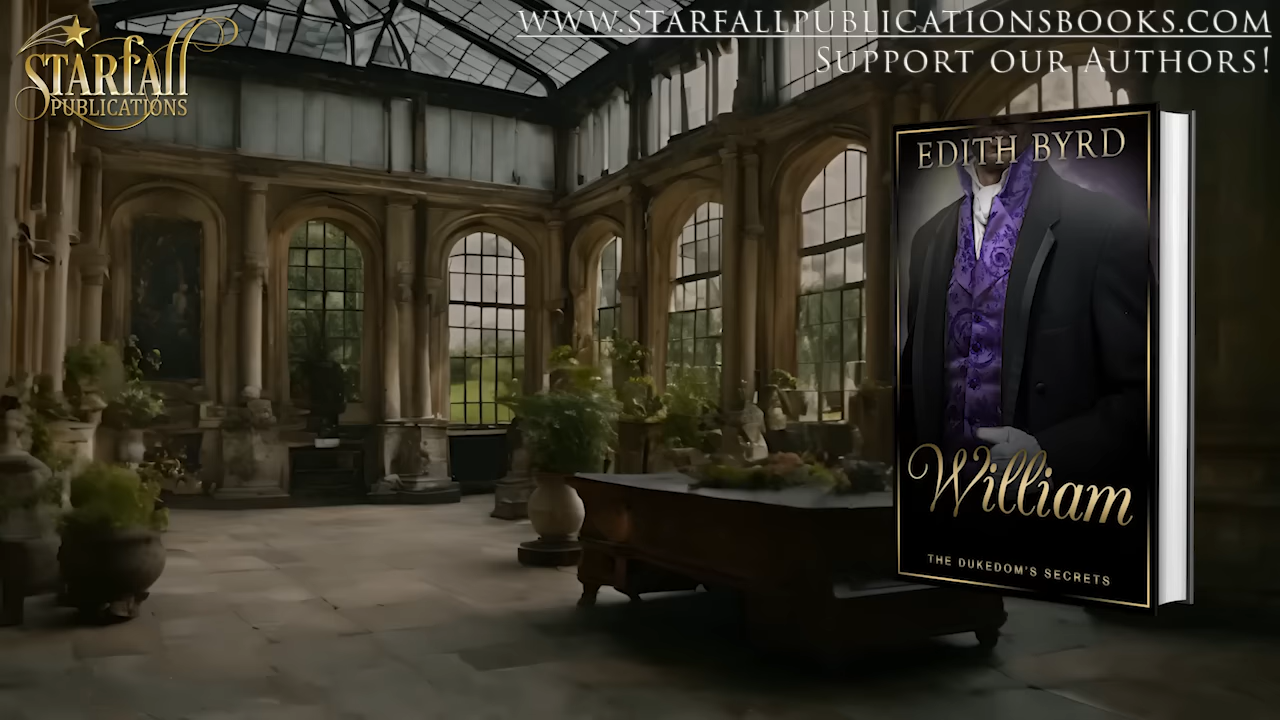 STARfall
PUBLICATIONS
WWW.STARFALLPUBLICATIONSBOOKS.COM
SUPPORT OUR AUTHORS!
EDITH BYRD
William
THE DUKEDOM'S SECRETS